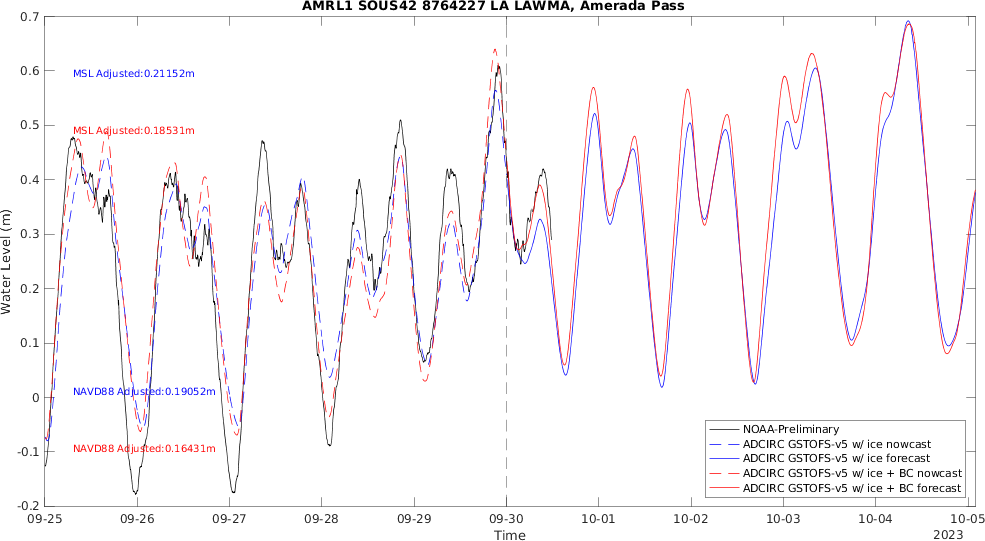 AMRL1 SOUS42 8764227 LA LAWMA, Amerada Pass
0.7
0.6
0.5
0.4
0.3
0.2
0.1
0
-0.1
-0.2
Water Level (m)
MSL Adjusted:0.21152m
MSL Adjusted:0.18531m
NAVD88 Adjusted:0.19052m
NAVD88 Adjusted:0.16431m
NOAA-Preliminary
ADCIRC GSTOFS-v5 w/ ice nowcast
ADCIRC GSTOFS-v5 w/ ice forecast
ADCIRC GSTOFS-v5 w/ ice + BC nowcast
ADCIRC GSTOFS-v5 w/ ice + BC forecast
09-25 09-26 09-27 09-28 09-29 09-30 10-01 10-02 10-03 10-04 10-05
Time
2023